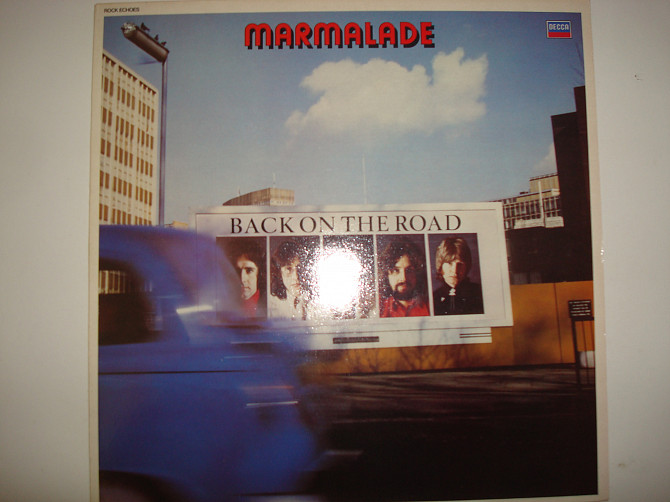 ROCK ECHOES
MARMALADE
DECCA
BACK ON THE ROAD